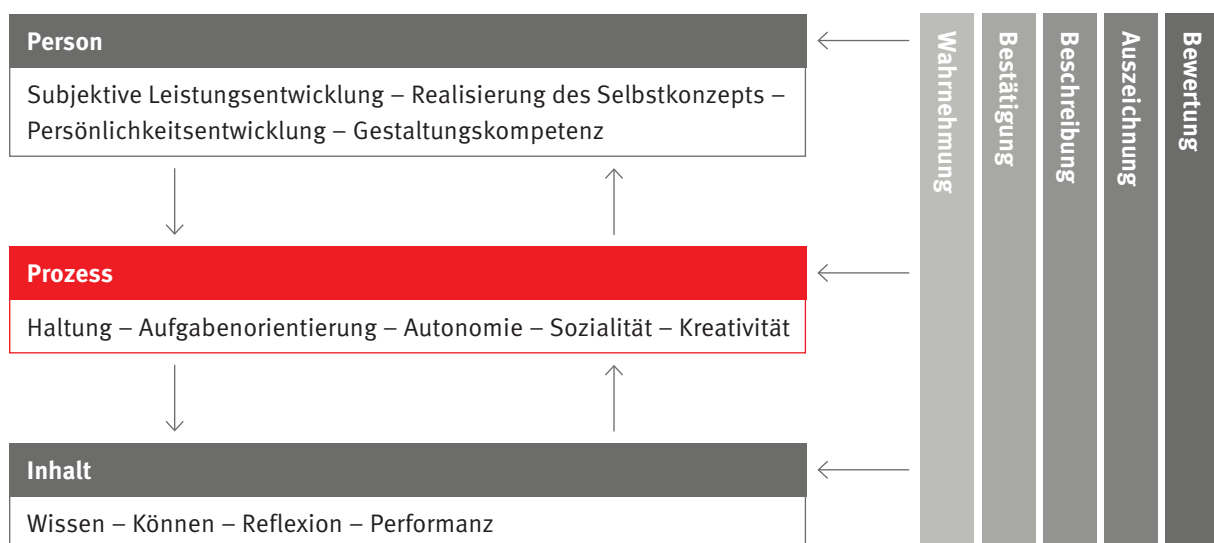 Person
Subjektive Leistungsentwicklung – Realisierung des Selbstkonzepts –
Persönlichkeitsentwicklung – Gestaltungskompetenz
Prozess
Haltung – Aufgabenorientierung – Autonomie – Sozialität – Kreativität
Inhalt
Wissen – Können – Reflexion – Performanz
Wahrnehmung
Bestätigung
Beschreibung
Auszeichnung
Bewertung